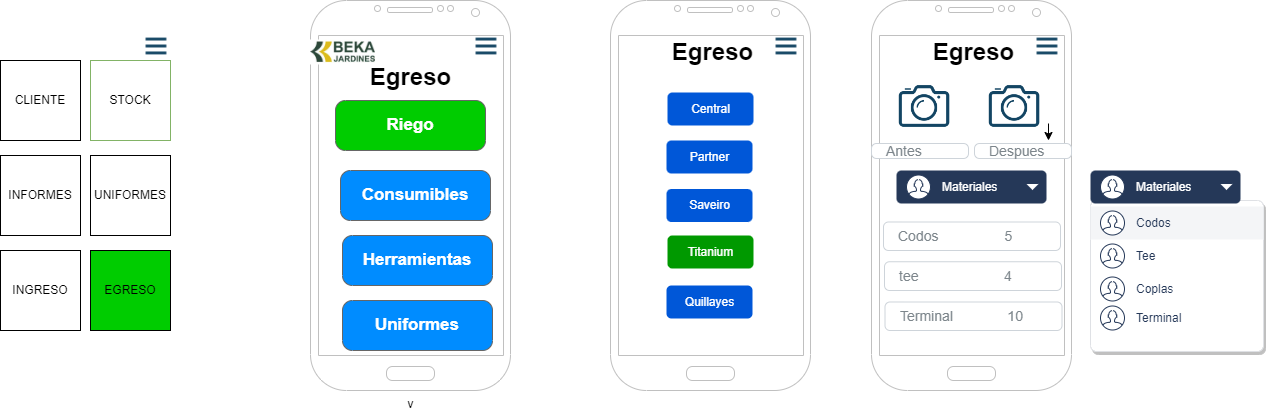 CLIENTE
STOCK
INFORMES
UNIFORMES
INGRESO
EGRESO
BEKA
JARDINES
Egreso
Riego
Consumibles
Herramientas
Uniformes
v
Egreso
Central
Partner
Saveiro
Titanium
Quillayes
Egreso
Antes
Despues
Materiales
Codos 5
tee 4
Terminal 10
Materiales
Codos
Tee
Coplas
Terminal